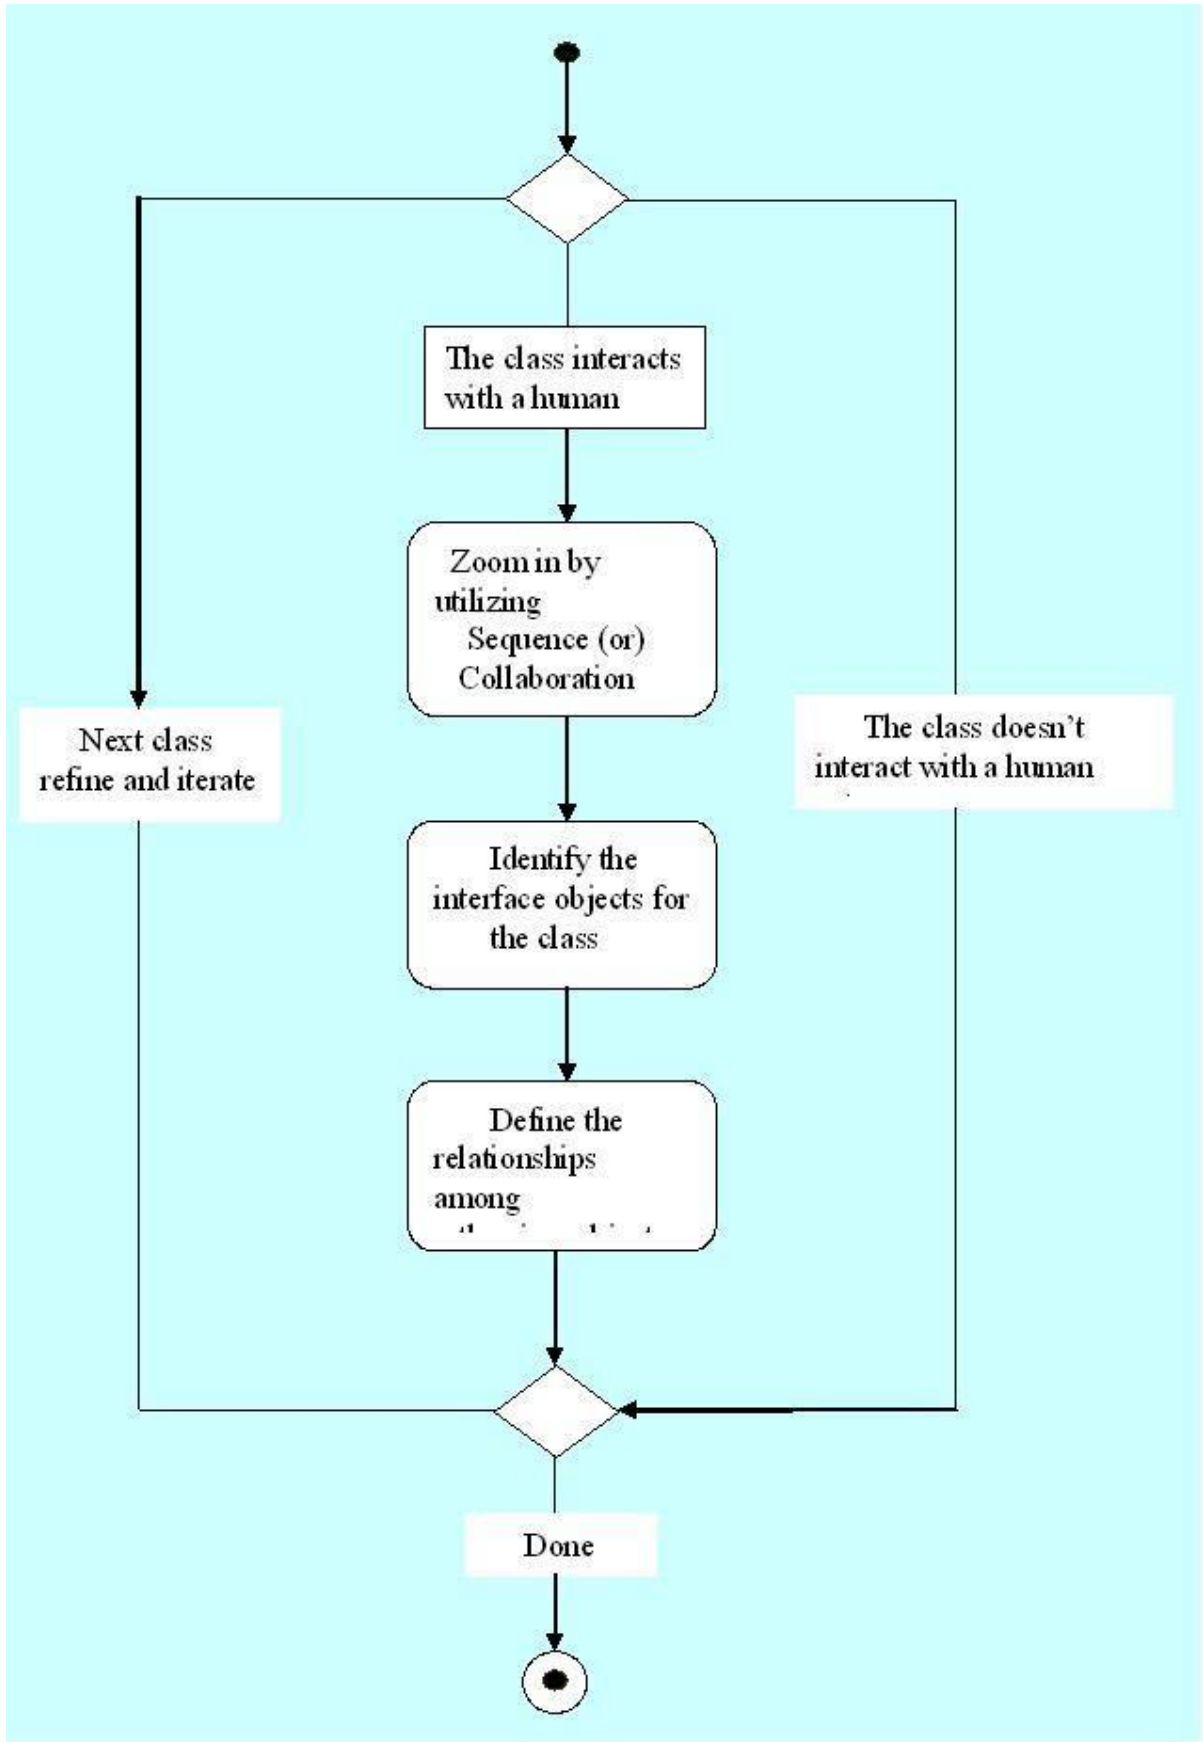 The class interacts
with a human
Zoom in by
utilizing
Sequence (or)
Collaboration
Next class
refine and iterate
The class doesn't
interact with a human
Identify the
interface objects for
the class
Define the
relationships
among
Done